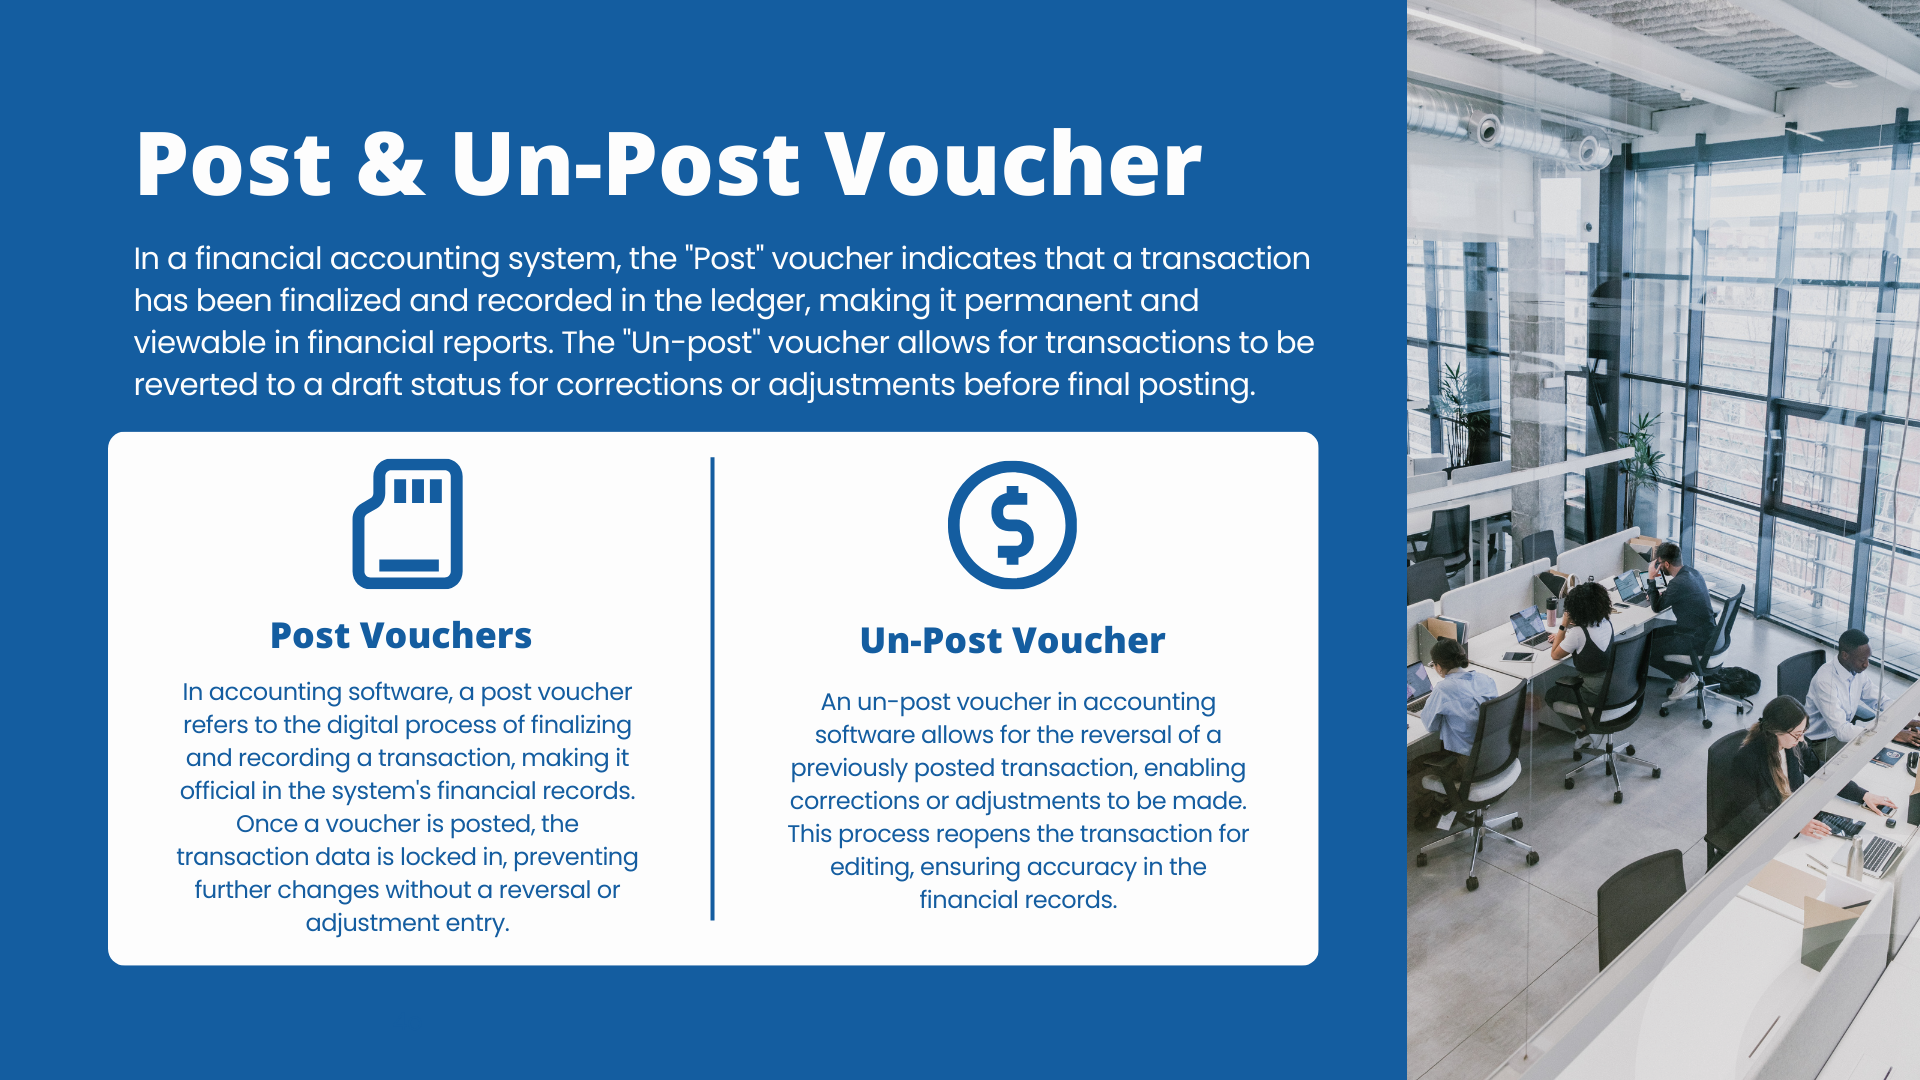 Post & Un-Post Voucher
In a financial accounting system, the "Post" voucher indicates that a transaction
has been finalized and recorded in the ledger, making it permanent and
viewable in financial reports. The "Un-post" voucher allows for transactions to be
reverted to a draft status for corrections or adjustments before final posting.
Post Vouchers
In accounting software, a post voucher
refers to the digital process of finalizing
and recording a transaction, making it
official in the system's financial records.
Once a voucher is posted, the
transaction data is locked in, preventing
further changes without a reversal or
adjustment entry.
Un-Post Voucher
An un-post voucher in accounting
software allows for the reversal of a
previously posted transaction, enabling
corrections or adjustments to be made.
This process reopens the transaction for
editing, ensuring accuracy in the
financial records.